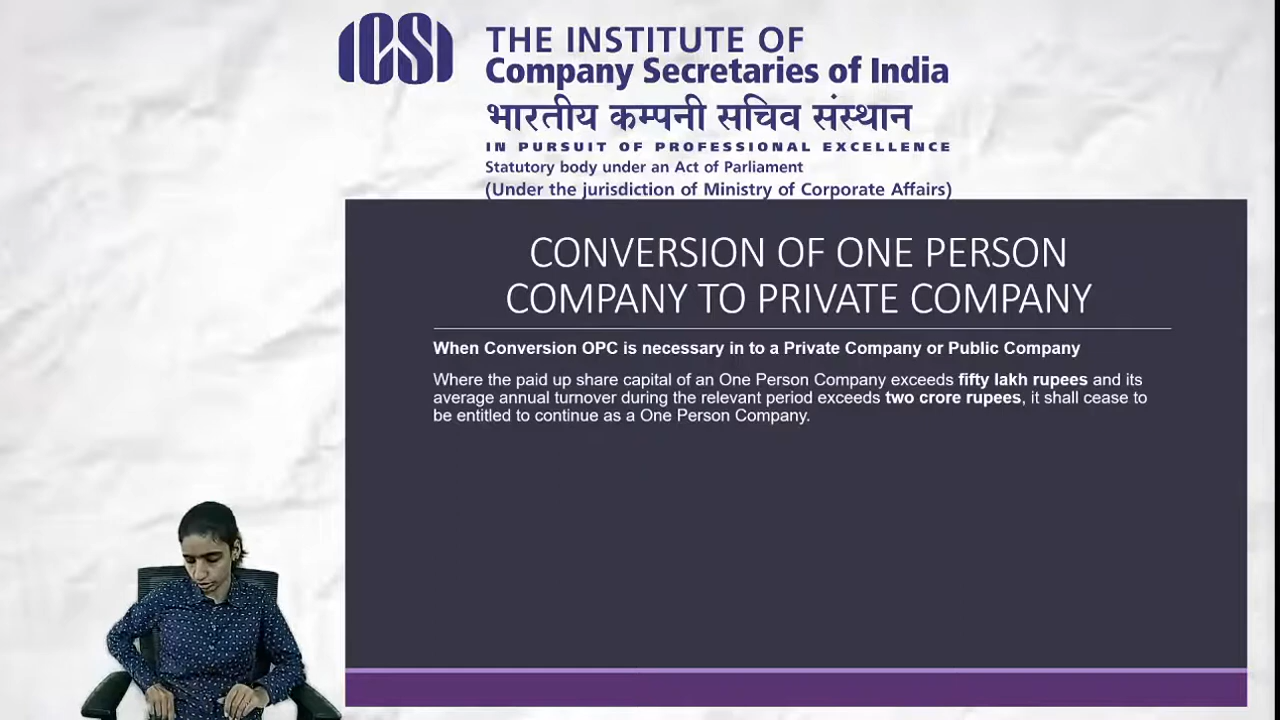 ICSI
THE INSTITUTE OF
Company Secretaries of India
भारतीय कम्पनी सचिव संस्थान
IN PURSUIT OF PROFESSIONAL EXCELLENCE
Statutory body under an Act of Parliament
(Under the jurisdiction of Ministry of Corporate Affairs)
CONVERSION OF ONE PERSON
COMPANY TO PRIVATE COMPANY
When Conversion OPC is necessary in to a Private Company or Public Company
Where the paid up share capital of an One Person Company exceeds fifty lakh rupees and its
average annual turnover during the relevant period exceeds two crore rupees, it shall cease to
be entitled to continue as a One Person Company.